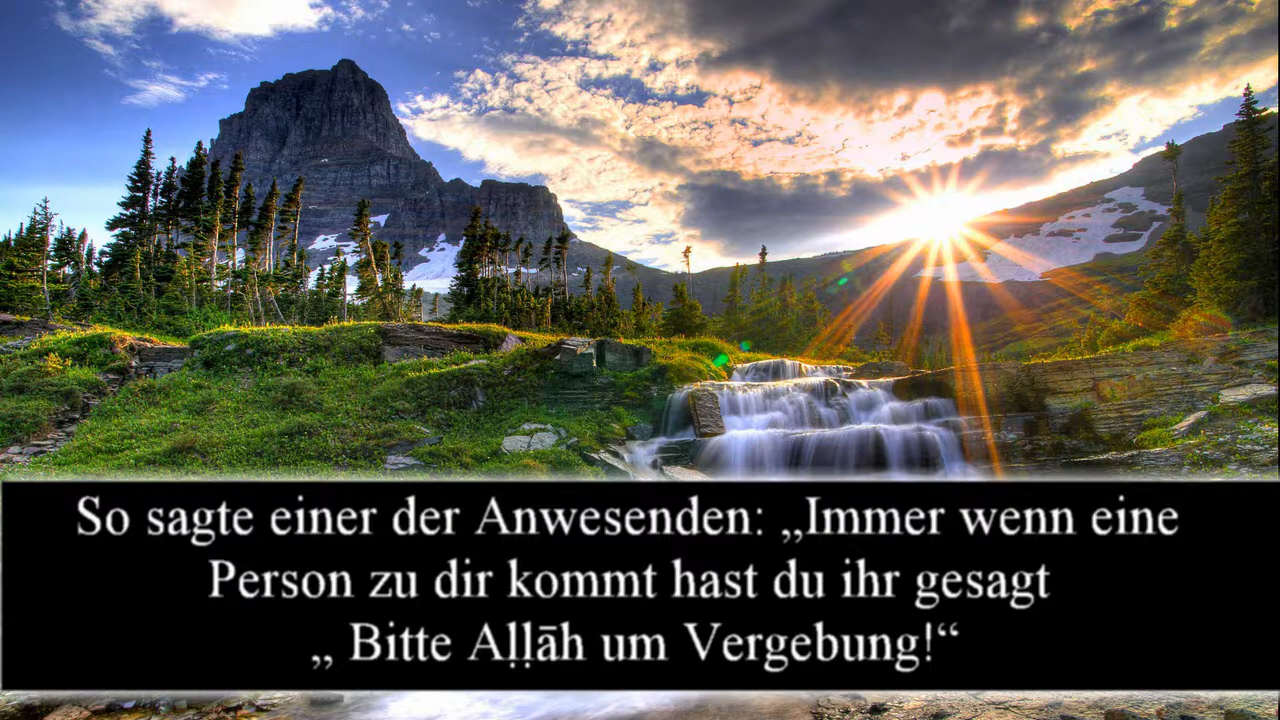 So sagte einer der Anwesenden: „Immer wenn eine
Person zu dir kommt hast du ihr gesagt
„ Bitte Aḷḷāh um Vergebung!“